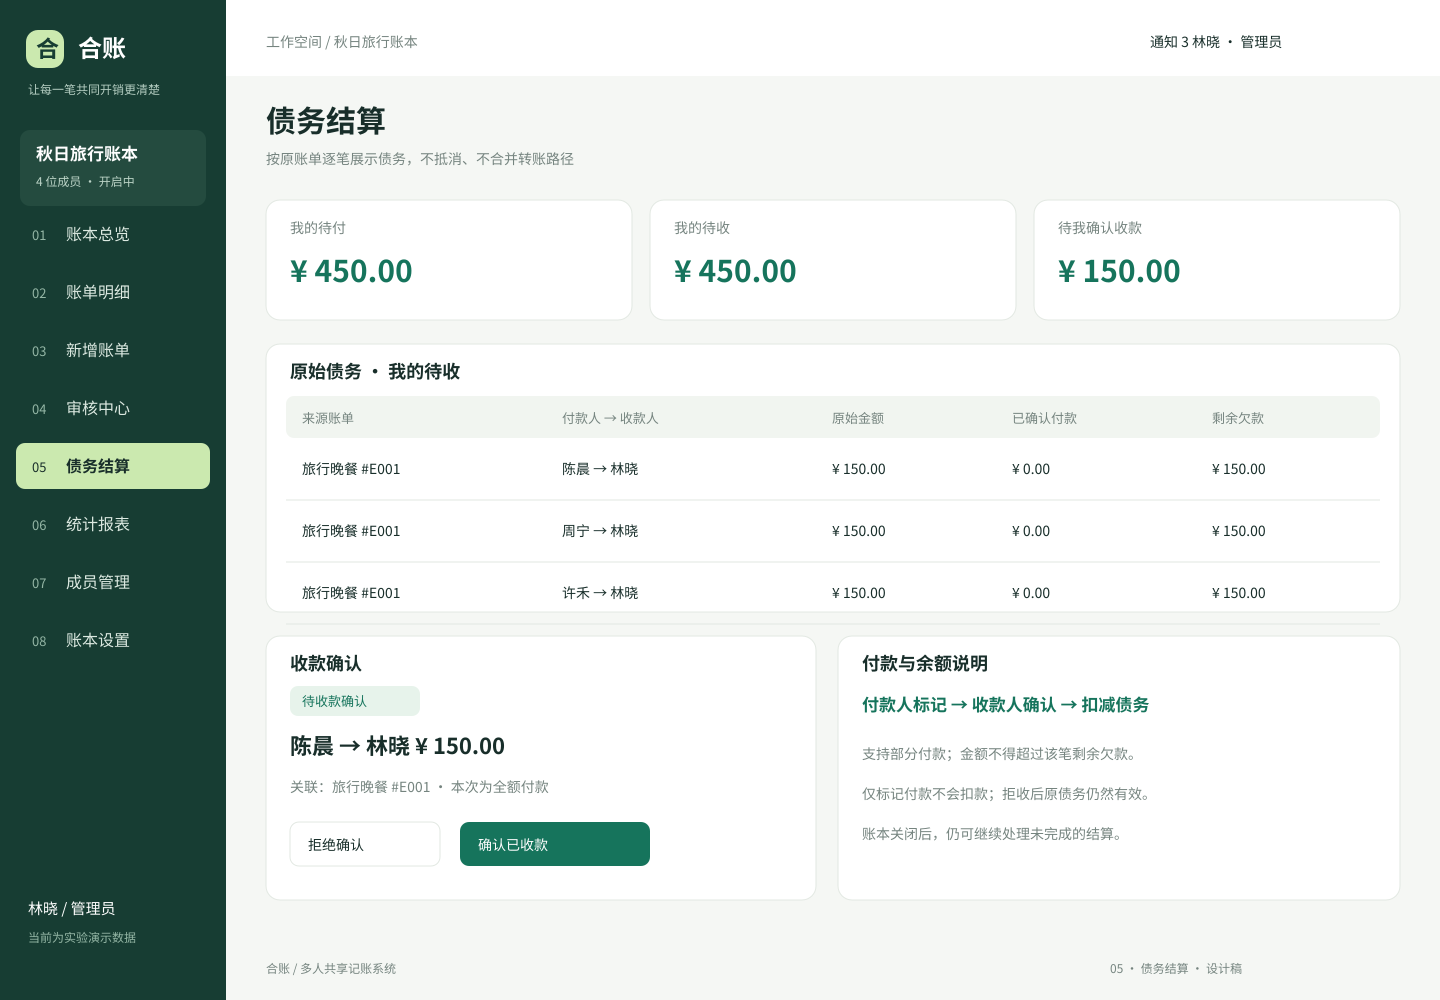 合 合账
让每一笔共同开销更清楚
秋日旅行账本
4 位成员 · 开启中
01 账本总览
02 账单明细
03 新增账单
04 审核中心
05 债务结算
06 统计报表
07 成员管理
08 账本设置
林晓 / 管理员
当前为实验演示数据
工作空间 / 秋日旅行账本
通知 3 林晓 · 管理员
债务结算
按原账单逐笔展示债务，不抵消、不合并转账路径
我的待付
¥ 450.00
我的待收
¥ 450.00
待我确认收款
¥ 150.00
原始债务 · 我的待收
来源账单 付款人 → 收款人 原始金额 已确认付款 剩余欠款
旅行晚餐 #E001 陈晨 → 林晓 ¥ 150.00 ¥ 0.00 ¥ 150.00
旅行晚餐 #E001 周宁 → 林晓 ¥ 150.00 ¥ 0.00 ¥ 150.00
旅行晚餐 #E001 许禾 → 林晓 ¥ 150.00 ¥ 0.00 ¥ 150.00
收款确认
待收款确认
陈晨 → 林晓 ¥ 150.00
关联：旅行晚餐 #E001 · 本次为全额付款
拒绝确认 确认已收款
付款与余额说明
付款人标记 → 收款人确认 → 扣减债务
支持部分付款；金额不得超过该笔剩余欠款。
仅标记付款不会扣款；拒收后原债务仍然有效。
账本关闭后，仍可继续处理未完成的结算。
合账 / 多人共享记账系统
05 · 债务结算 · 设计稿